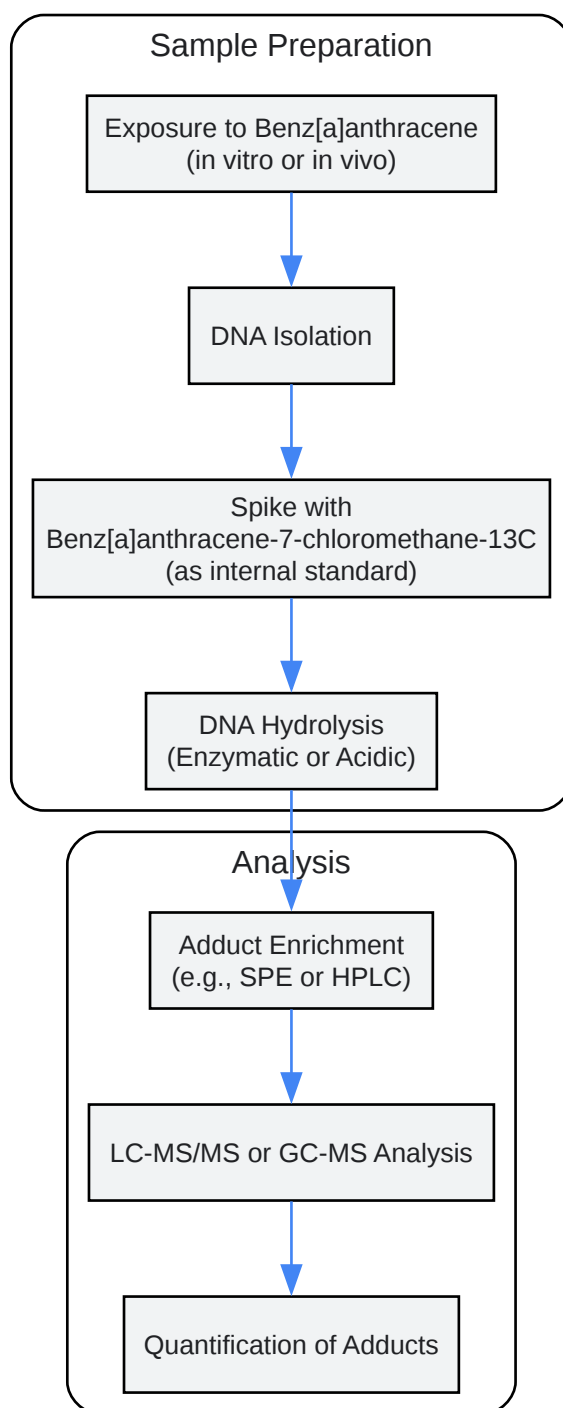 Sample Preparation
Exposure to Benz[a]anthracene
(in vitro or in vivo)
DNA Isolation
Spike with
Benz[a]anthracene-7-chloromethane-13C
(as internal standard)
DNA Hydrolysis
(Enzymatic or Acidic)
Analysis
Adduct Enrichment
(e.g., SPE or HPLC)
LC-MS/MS or GC-MS Analysis
Quantification of Adducts